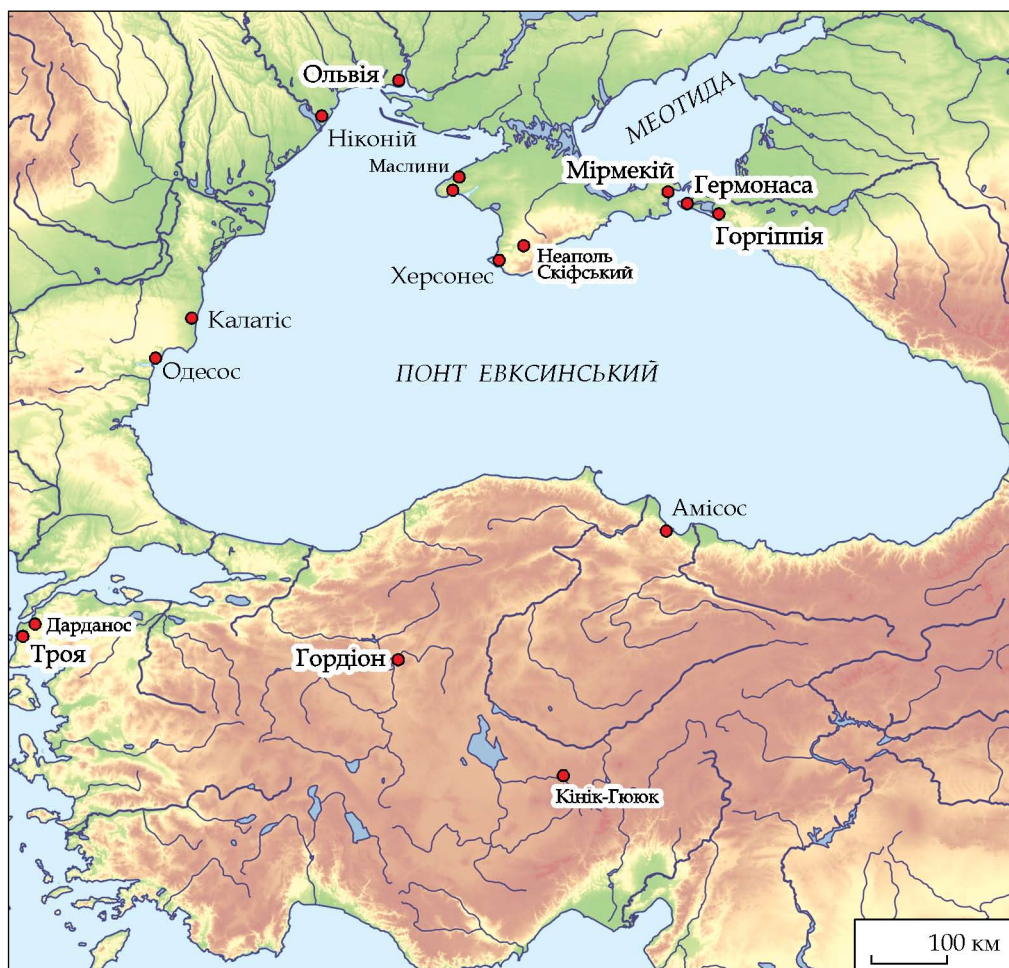 Ольвія
Ніконій
МЕОТИДА
Маслини
Мірмекій
Гермонаса
Горгіппія
Неаполь
Скіфський
Херсонес
Калатіс
Одесос
ПОНТ ЕВКСИНСЬКИЙ
Амісос
Дарданос
Троя
Гордіон
Кінік-Гююк
100 км